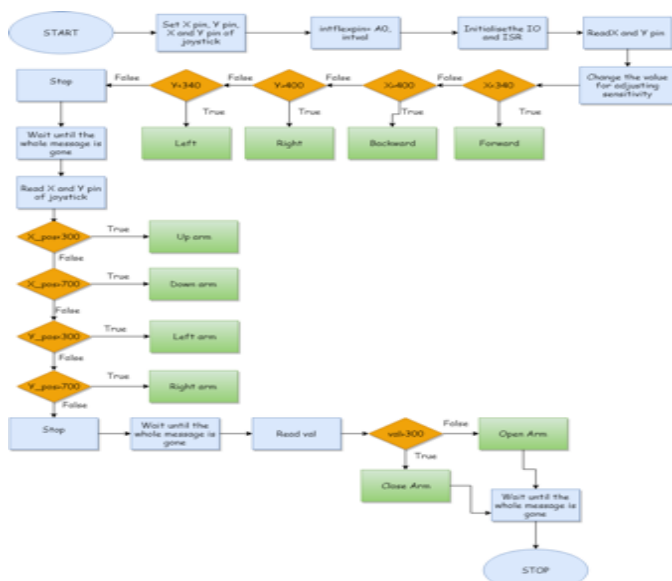 START
Set X pin, Y pin,
X and Y pin of
joystick
intflexpin= A0,
intval
Initialisethe IO
and ISR
ReadX and Y pin
Change the value
for adjusting
sensitivity
X=340
False
True
Forward
X=400
False
True
Backward
Y=400
False
True
Right
Y=340
False
True
Left
Stop
Wait until the
whole message is
gone
Read X and Y pin
of joystick
X_pos=300
True
Up arm
False
X_pos=700
True
Down arm
False
Y_pos=300
True
Left arm
False
Y_pos=700
True
Right arm
False
Stop
Wait until the
whole message is
gone
Read val
val=300
False
Open Arm
True
Close Arm
Wait until the
whole message is
gone
STOP